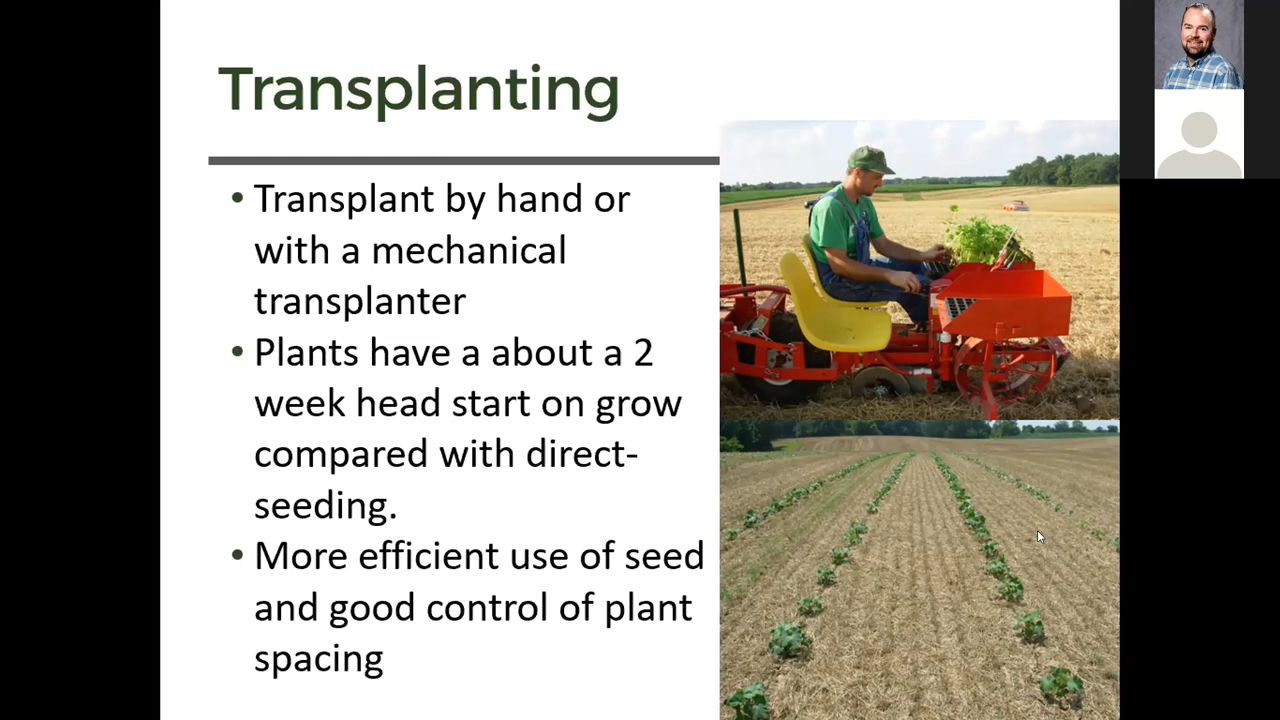 Transplanting
• Transplant by hand or
with a mechanical
transplanter
• Plants have a about a 2
week head start on grow
compared with direct-
seeding.
• More efficient use of seed
and good control of plant
spacing